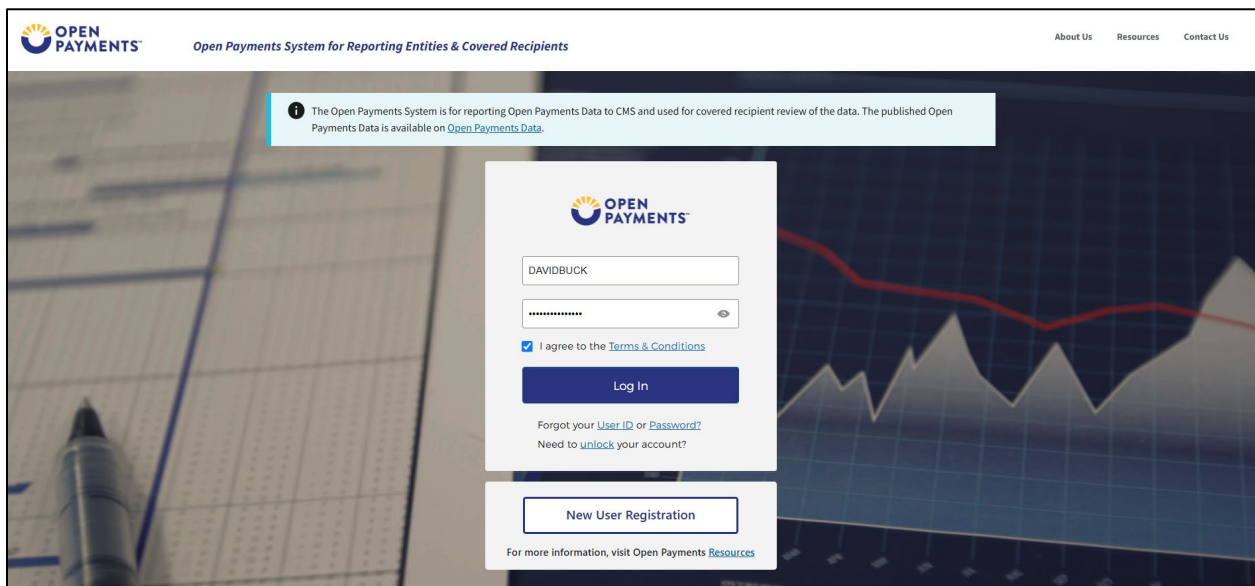 OPEN
PAYMENTS™
Open Payments System for Reporting Entities & Covered Recipients
About Us Resources Contact Us
The Open Payments System is for reporting Open Payments Data to CMS and used for covered recipient review of the data. The published Open
Payments Data is available on Open Payments Data.
OPEN
PAYMENTS™
DAVIDBUCK
•••••••••••••••
I agree to the Terms & Conditions
Log In
Forgot your User ID or Password?
Need to unlock your account?
New User Registration
For more information, visit Open Payments Resources